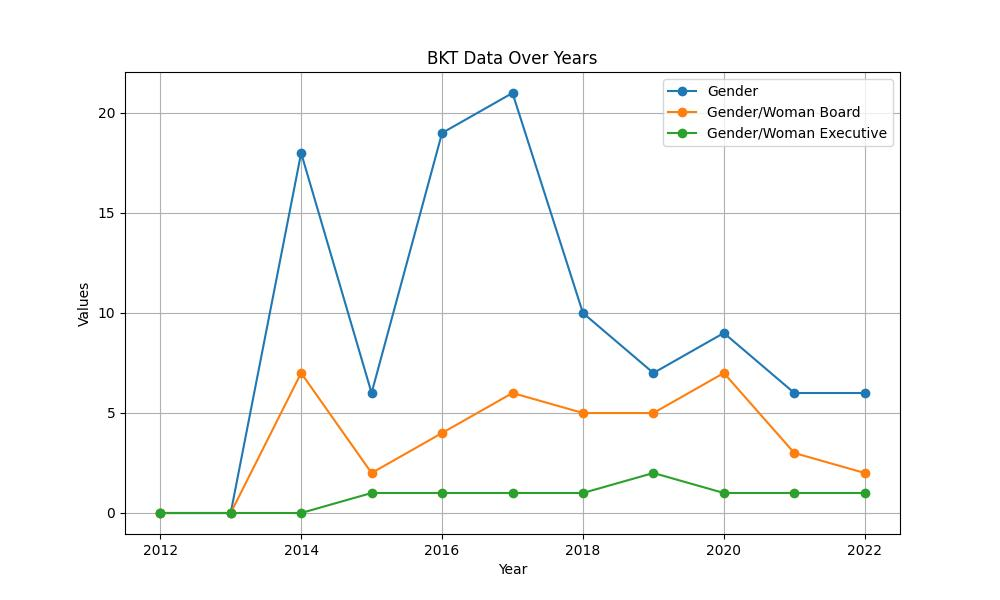 BKT Data Over Years
Gender
Gender/Woman Board
Gender/Woman Executive
Values
20
15
10
5
0
2012
2014
2016
2018
2020
2022
Year